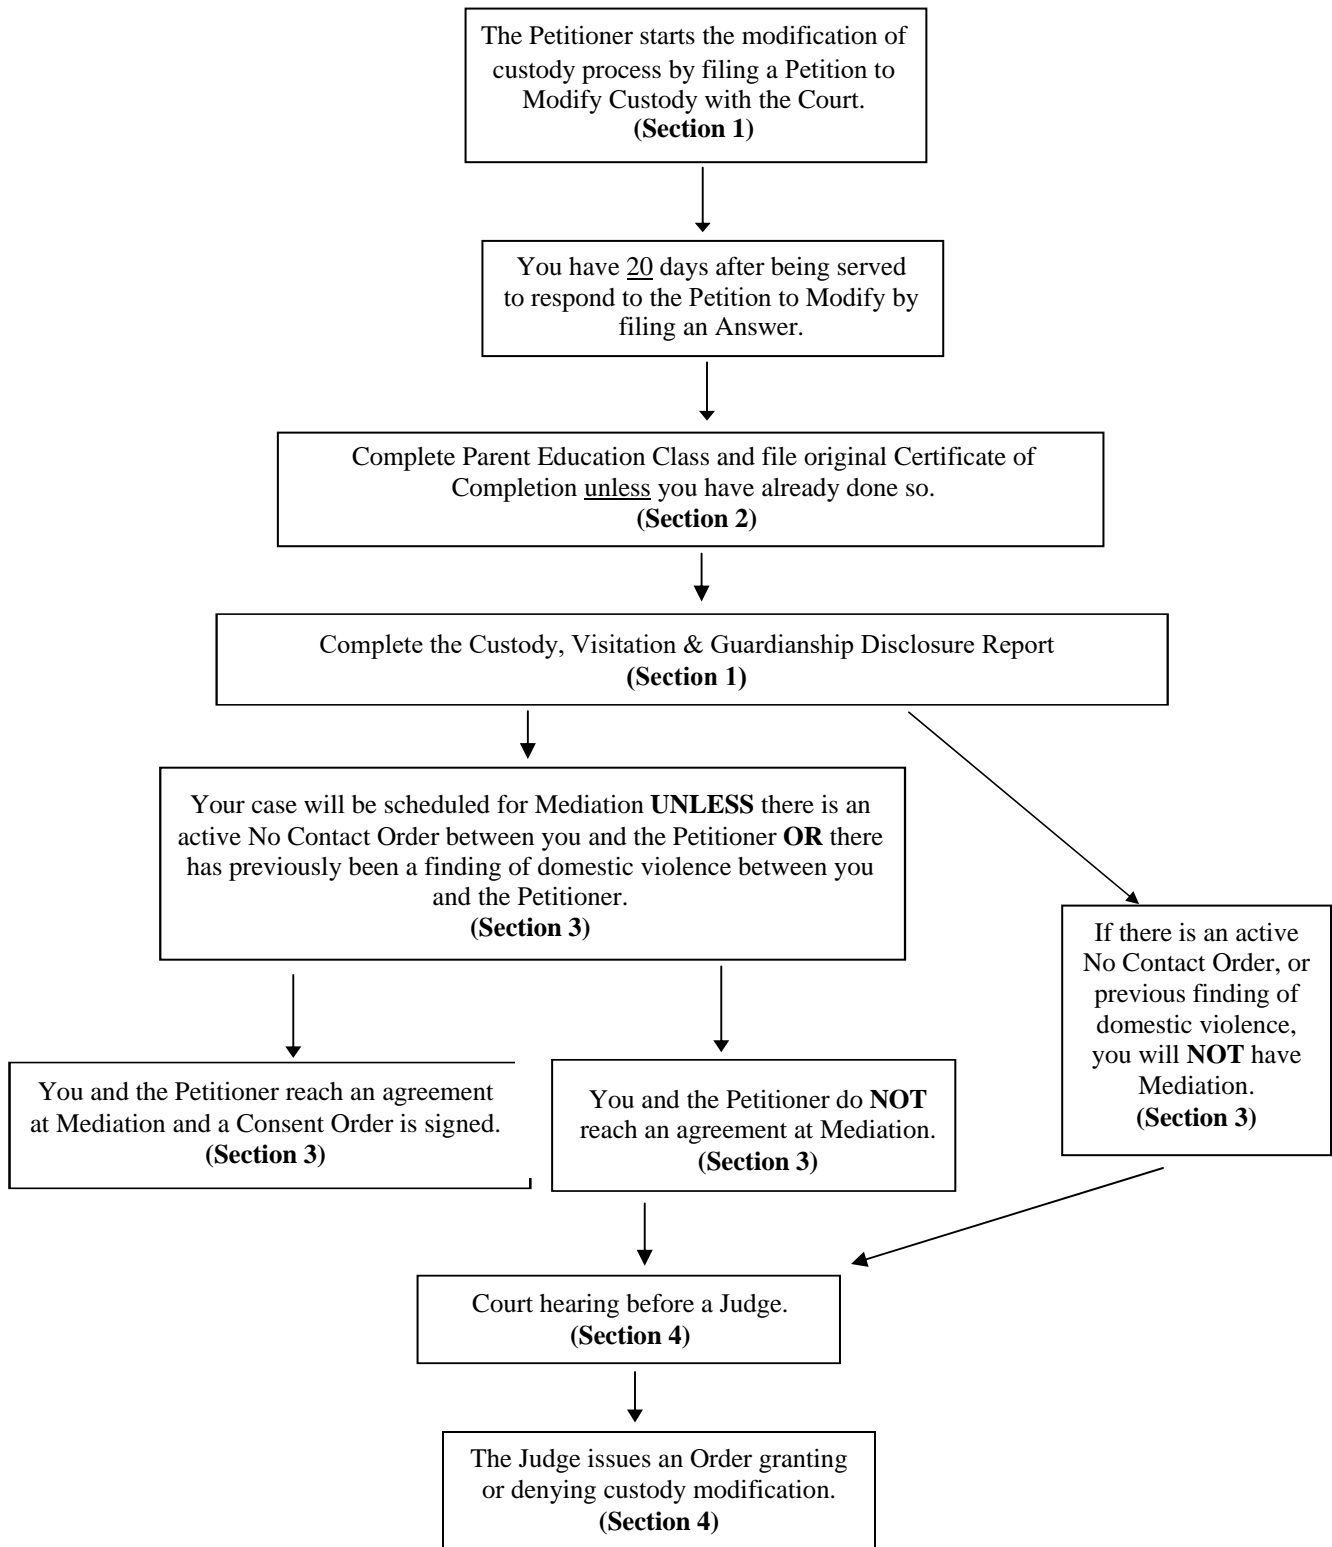 The Petitioner starts the modification of
custody process by filing a Petition to
Modify Custody with the Court.
(Section 1)
You have 20 days after being served
to respond to the Petition to Modify by
filing an Answer.
Complete Parent Education Class and file original Certificate of
Completion unless you have already done so.
(Section 2)
Complete the Custody, Visitation & Guardianship Disclosure Report
(Section 1)
Your case will be scheduled for Mediation UNLESS there is an
active No Contact Order between you and the Petitioner OR there
has previously been a finding of domestic violence between you
and the Petitioner.
(Section 3)
If there is an active
No Contact Order, or
previous finding of
domestic violence,
you will NOT have
Mediation.
(Section 3)
You and the Petitioner reach an agreement
at Mediation and a Consent Order is signed.
(Section 3)
You and the Petitioner do NOT
reach an agreement at Mediation.
(Section 3)
Court hearing before a Judge.
(Section 4)
The Judge issues an Order granting
or denying custody modification.
(Section 4)